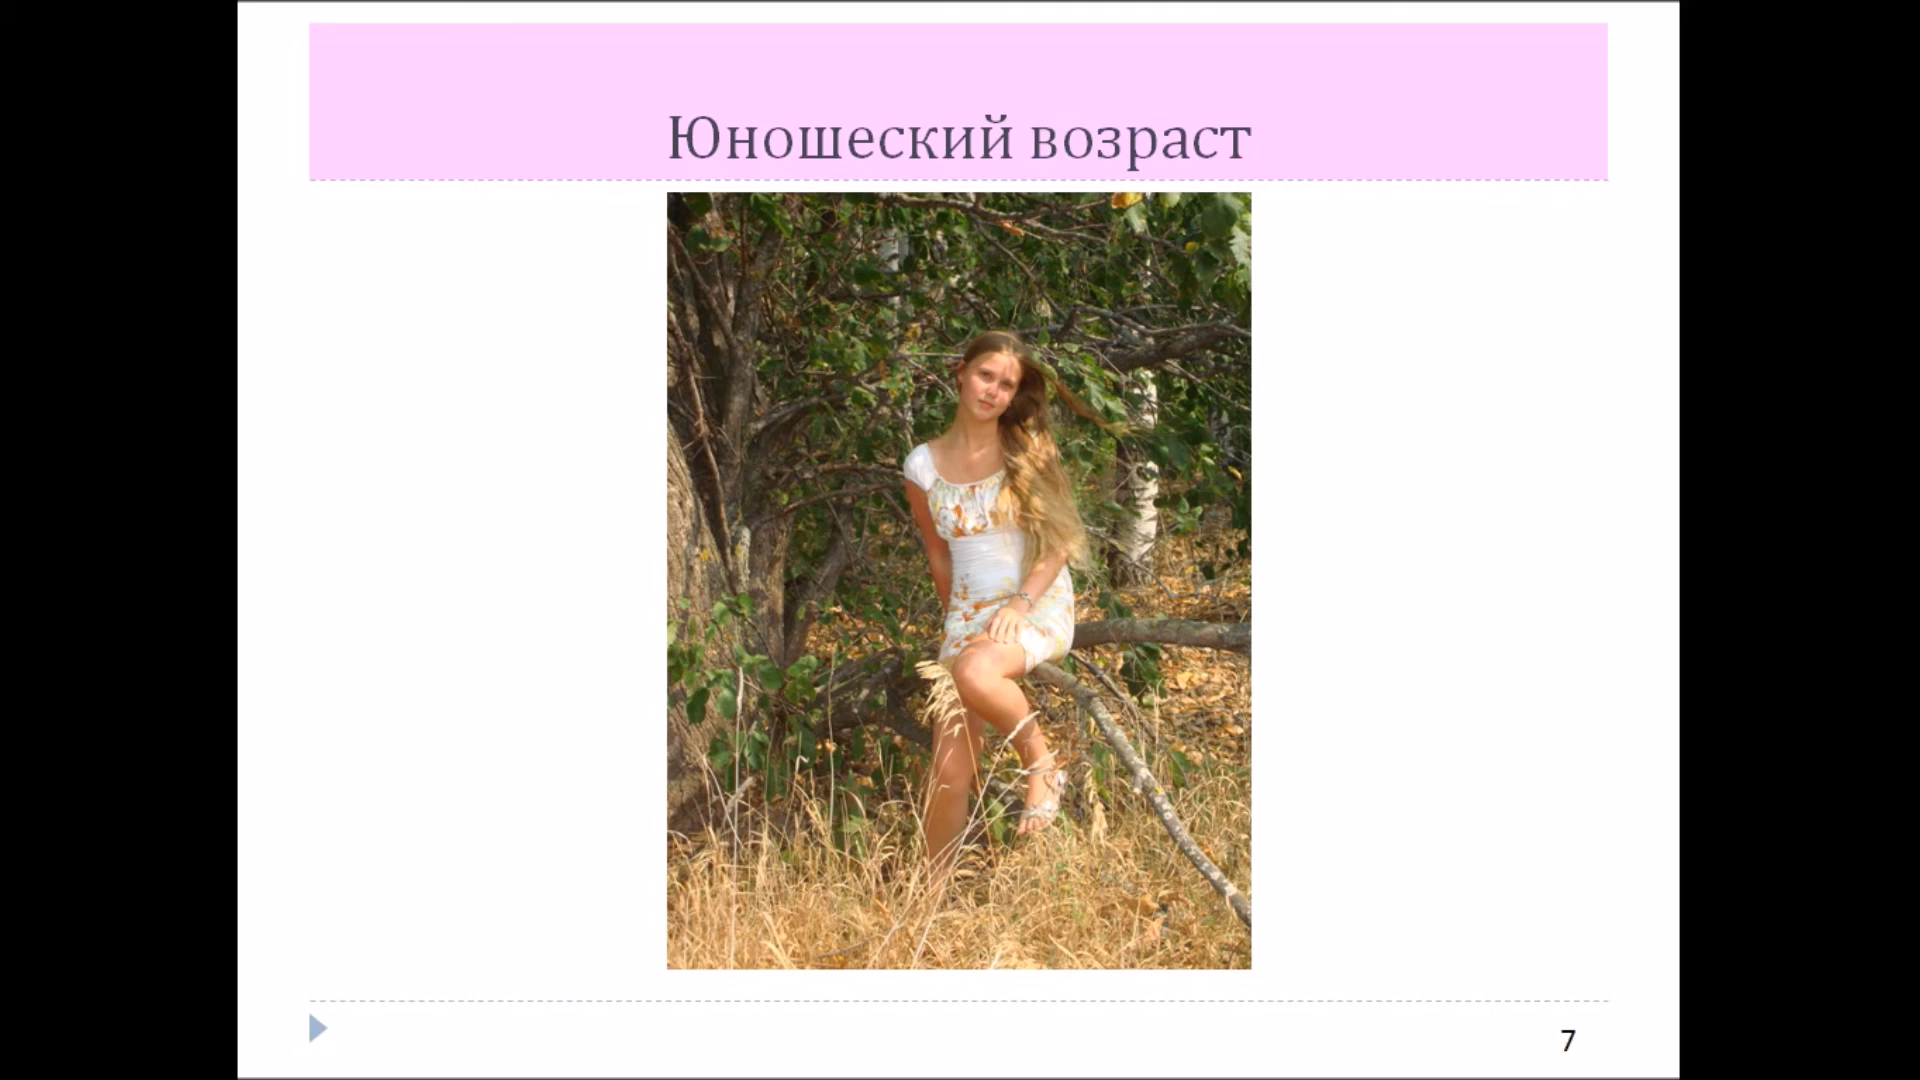 Юношеский возраст
7